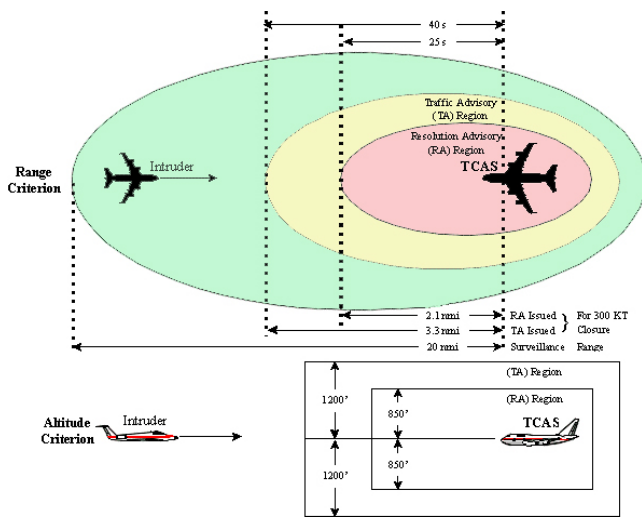 40 s
25 s
Traffic Advisory
(TA) Region
Resolution Advisory
(RA) Region
TCAS
Intruder
Range
Criterion
2.1 nmi RA Issued } For 300 KT
3.3 nmi TA Issued Closure
20 nmi Surveillance Range
(TA) Region
(RA) Region
1200'
850'
Altitude
Criterion
Intruder
TCAS
850'
1200'